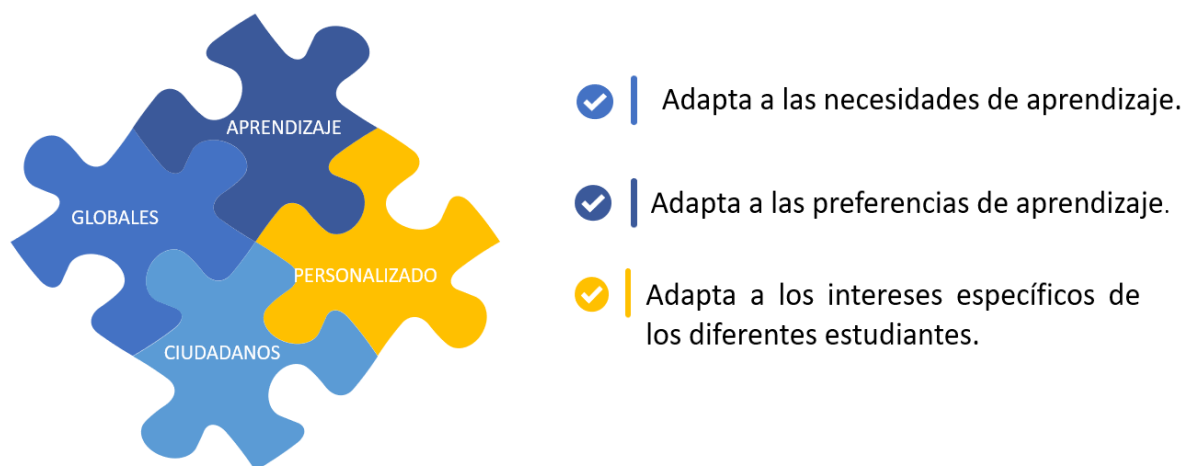 APRENDIZAJE
GLOBALES
PERSONALIZADO
CIUDADANOS
Adapta a las necesidades de aprendizaje.
Adapta a las preferencias de aprendizaje.
Adapta a los intereses específicos de
los diferentes estudiantes.